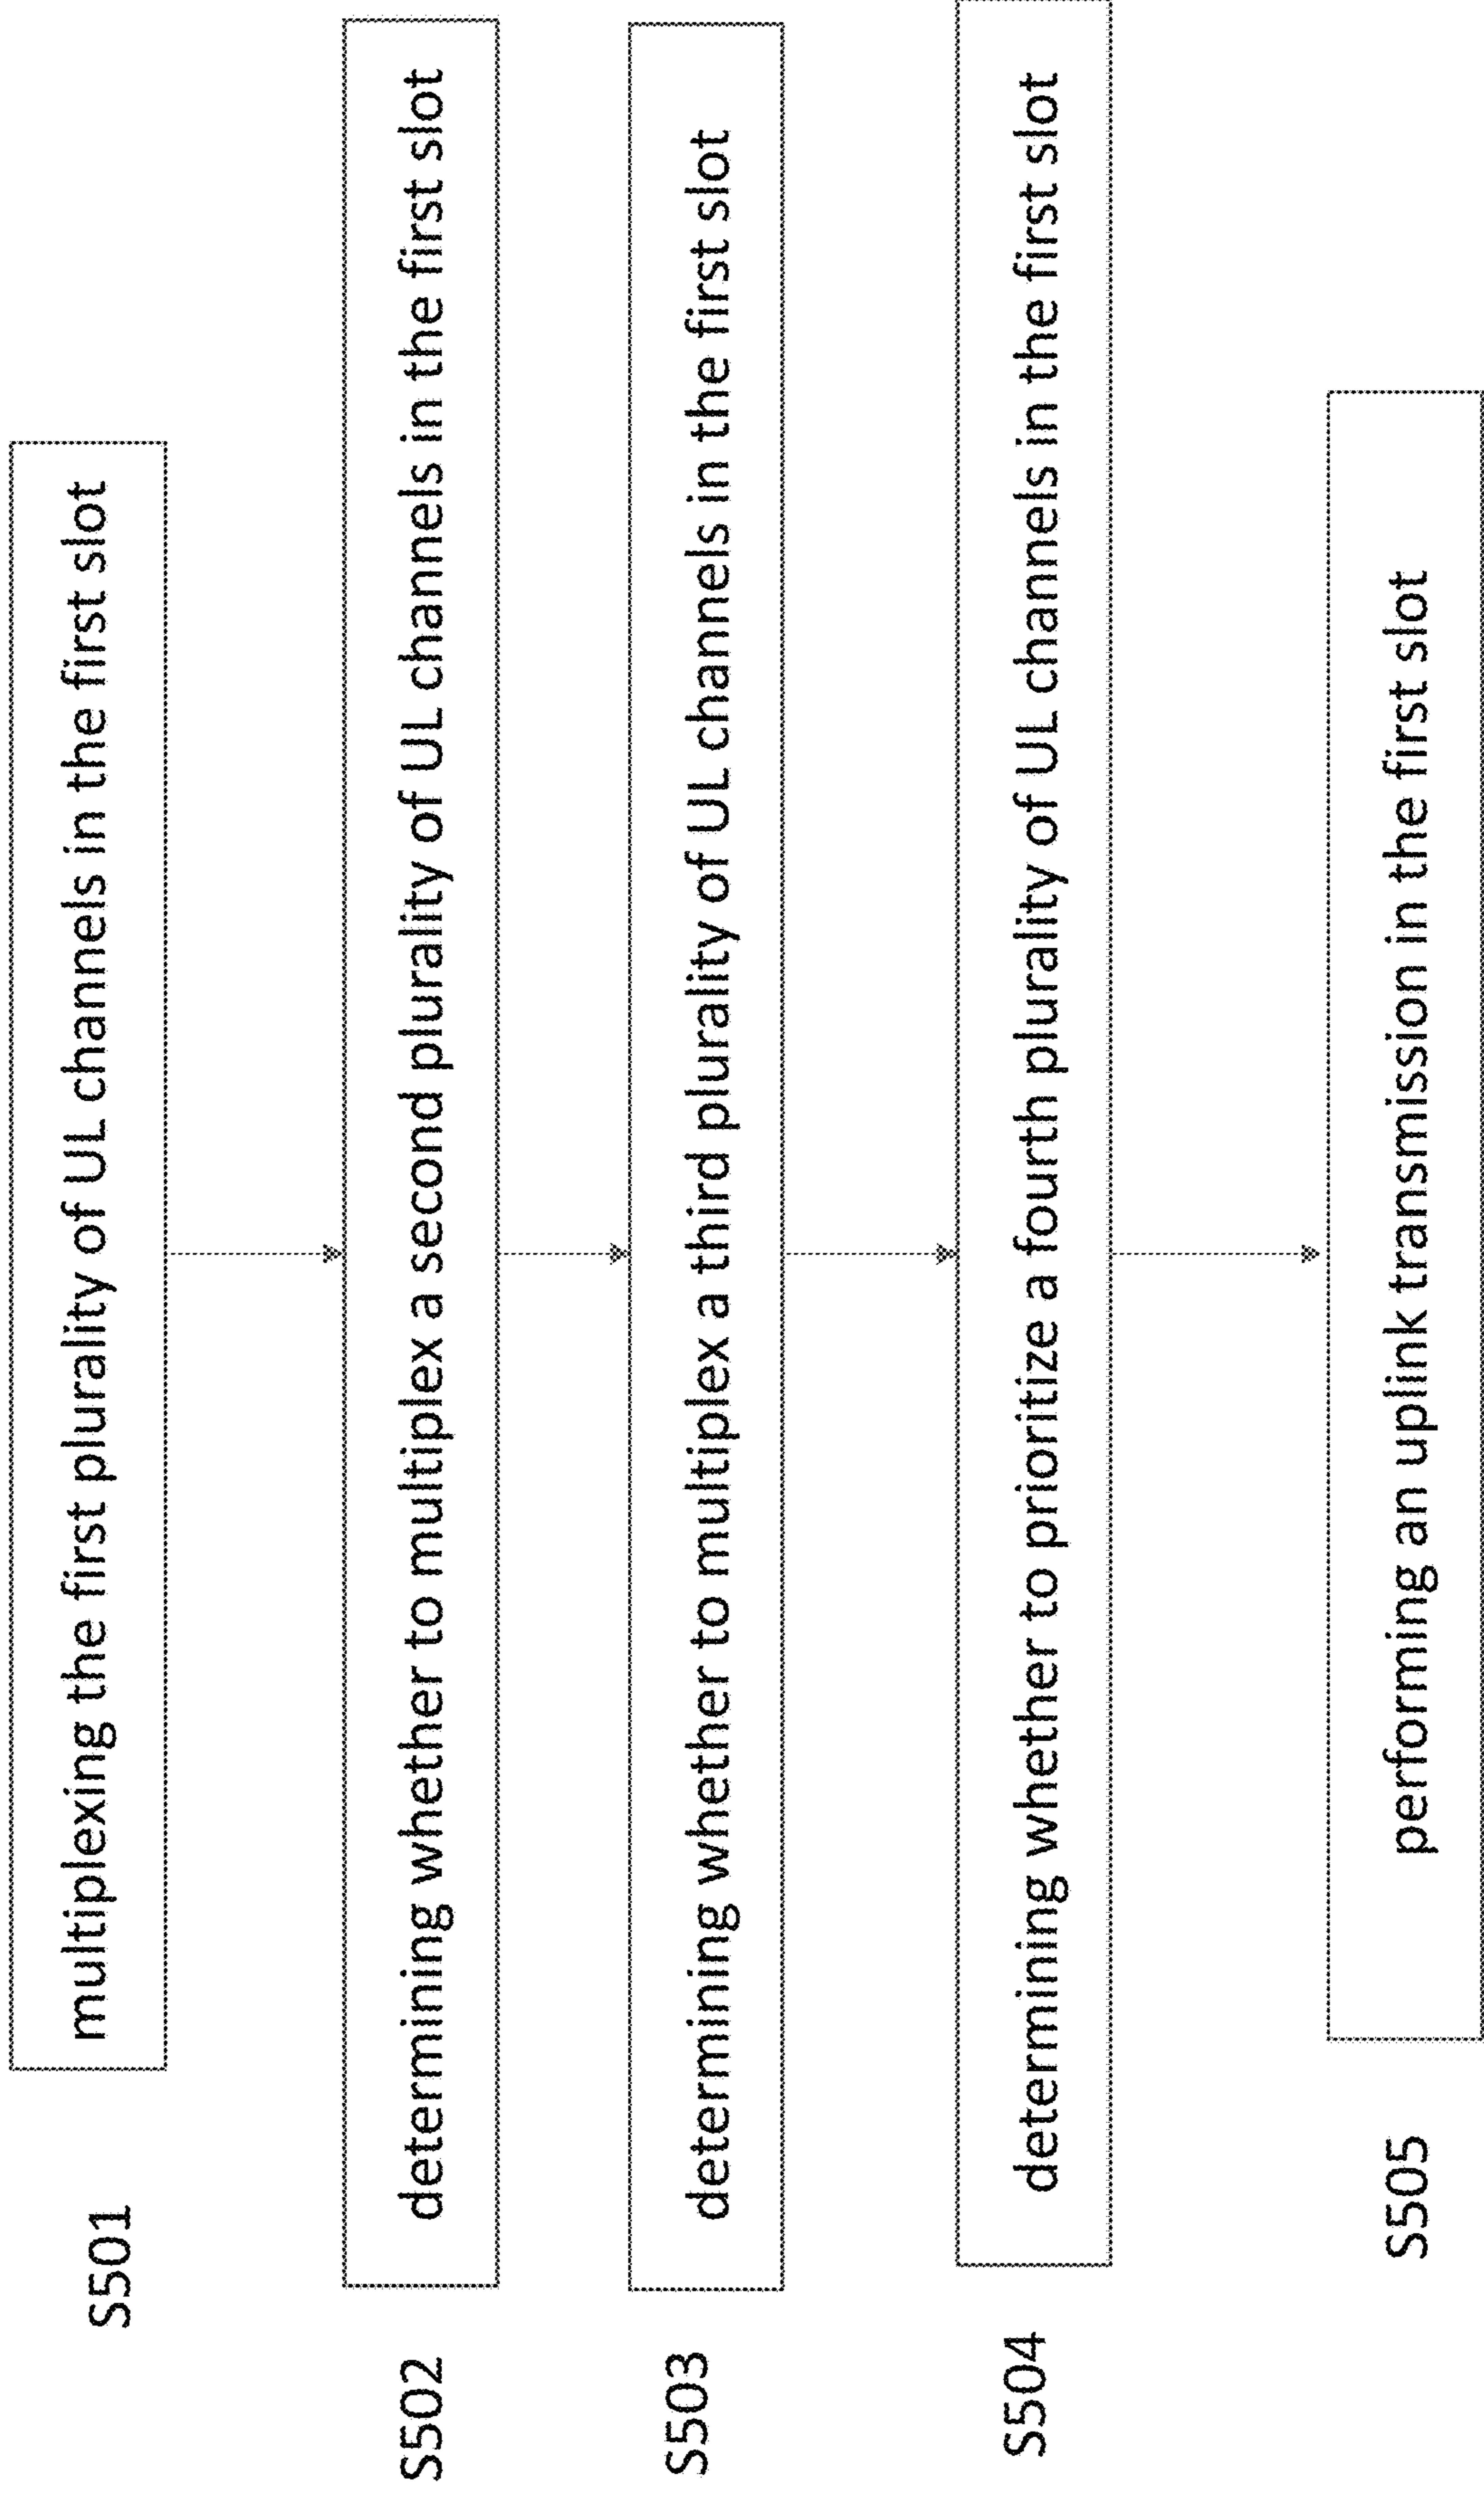 S501
multiplexing the first plurality of UL channels in the first slot
S502
determining whether to multiplex a second plurality of UL channels in the first slot
S503
determining whether to multiplex a third plurality of UL channels in the first slot
S504
determining whether to prioritize a fourth plurality of UL channels in the first slot
S505
performing an uplink transmission in the first slot